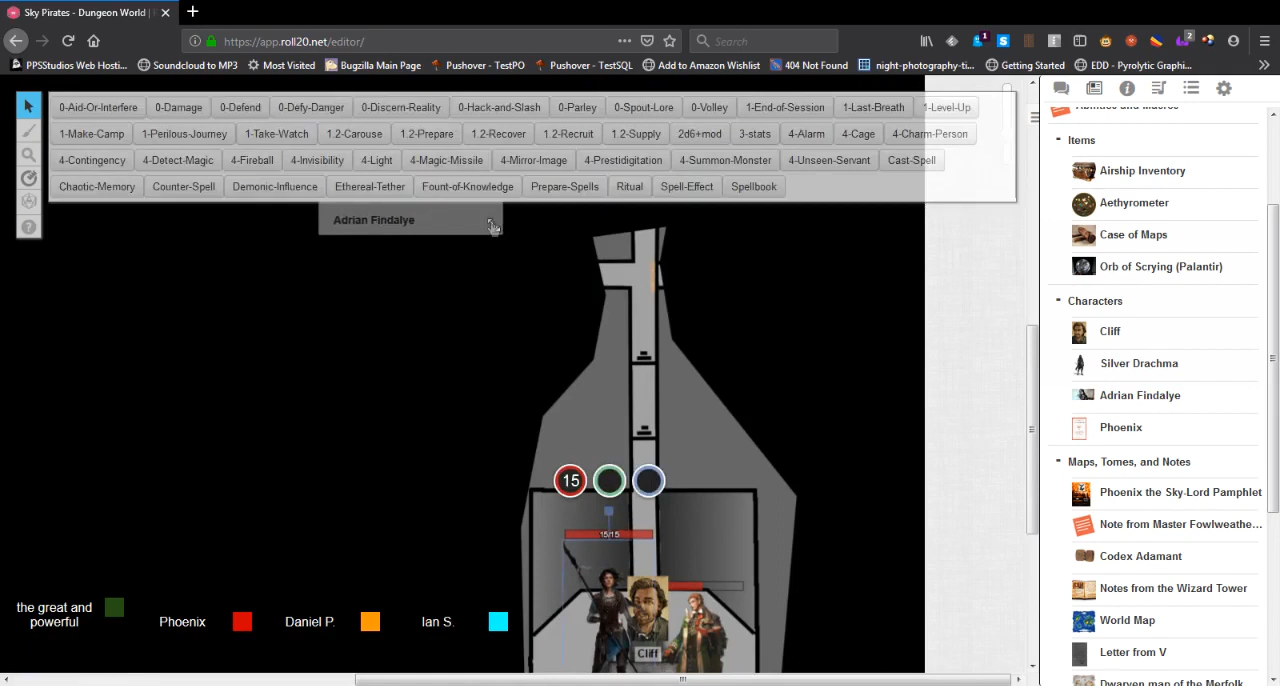 Sky Pirates - Dungeon World |
https://app.roll20.net/editor/
Search
1
2
PPSStudios Web Hosti...
Soundcloud to MP3
Most Visited
Bugzilla Main Page
Pushover - TestPO
Pushover - TestSQL
Add to Amazon Wishlist
404 Not Found
night-photography-ti...
Getting Started
EDD - Pyrolytic Graphi...
0-Aid-Or-Interfere 0-Damage 0-Defend 0-Defy-Danger 0-Discern-Reality 0-Hack-and-Slash 0-Parley 0-Spout-Lore 0-Volley 1-End-of-Session 1-Last-Breath 1-Level-Up
1-Make-Camp 1-Perilous-Journey 1-Take-Watch 1.2-Carouse 1.2-Prepare 1.2-Recover 1.2-Recruit 1.2-Supply 2d6+mod 3-stats 4-Alarm 4-Cage 4-Charm-Person
4-Contingency 4-Detect-Magic 4-Fireball 4-Invisibility 4-Light 4-Magic-Missile 4-Mirror-Image 4-Prestidigitation 4-Summon-Monster 4-Unseen-Servant Cast-Spell
Chaotic-Memory Counter-Spell Demonic-Influence Ethereal-Tether Fount-of-Knowledge Prepare-Spells Ritual Spell-Effect Spellbook
Adrian Findalye
15
15/15
Cliff
the great and
powerful
Phoenix
Daniel P.
Ian S.
Abilities and Macros
Items
Airship Inventory
Aethyrometer
Case of Maps
Orb of Scrying (Palantir)
Characters
Cliff
Silver Drachma
Adrian Findalye
Phoenix
Maps, Tomes, and Notes
Phoenix the Sky-Lord Pamphlet
Note from Master Fowlweathe...
Codex Adamant
Notes from the Wizard Tower
World Map
Letter from V
Dwarven map of the Merfolk